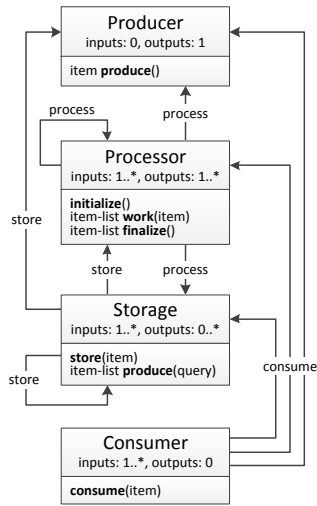 Producer
inputs: 0, outputs: 1
item produce()
process
process
Processor
inputs: 1..*, outputs: 1..*
initialize()
item-list work(item)
item-list finalize()
store
store
process
Storage
inputs: 1..*, outputs: 0..*
store(item)
item-list produce(query)
store
consume
Consumer
inputs: 1..*, outputs: 0
consume(item)